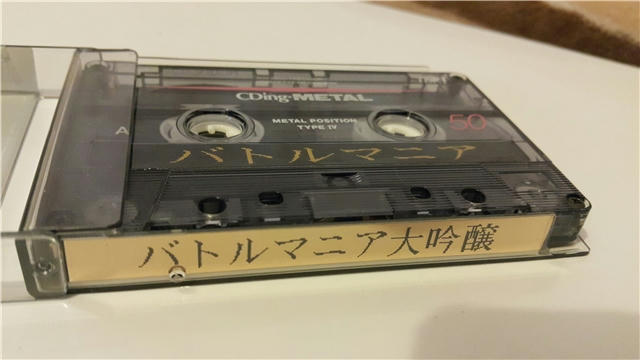 CDing·METAL
METAL POSITION
TYPE IV
A
50
バトルマニア
バトルマニア大吟醸